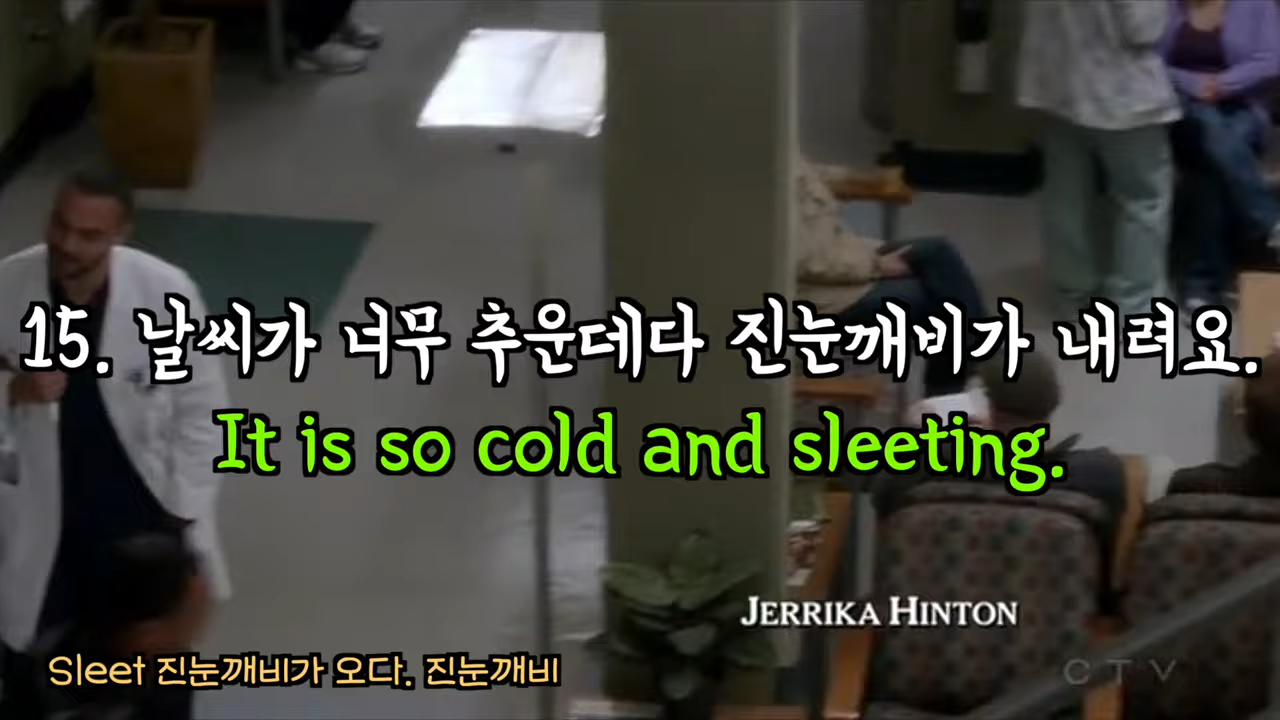 15. 날씨가 너무 추운데다 진눈깨비가 내려요.
It is so cold and sleeting.
JERRIKA HINTON
Sleet 진눈깨비가 오다. 진눈깨비
CTV